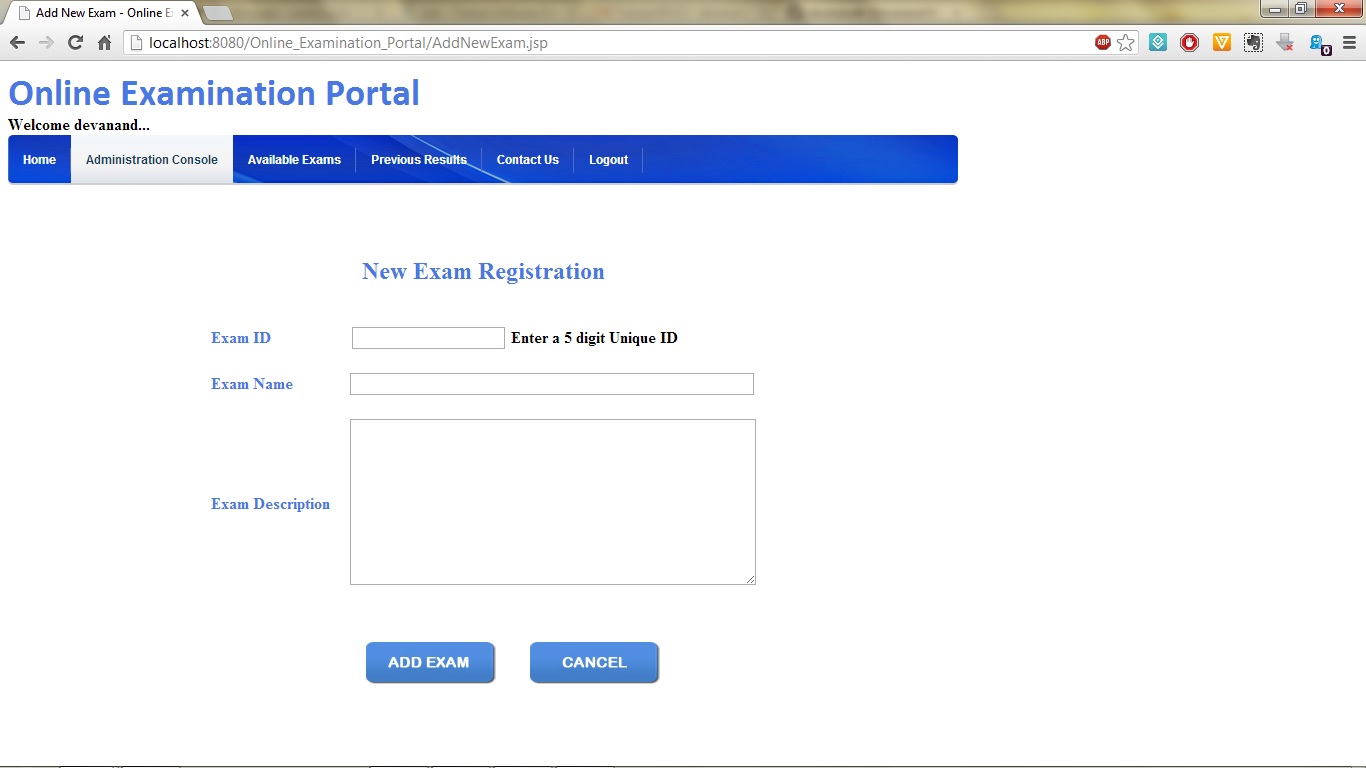 Add New Exam - Online E
localhost:8080/Online_Examination_Portal/AddNewExam.jsp
ABP
0
Online Examination Portal
Welcome devanand...
Home Administration Console Available Exams Previous Results Contact Us Logout
New Exam Registration
Exam ID Enter a 5 digit Unique ID
Exam Name
Exam Description
ADD EXAM CANCEL